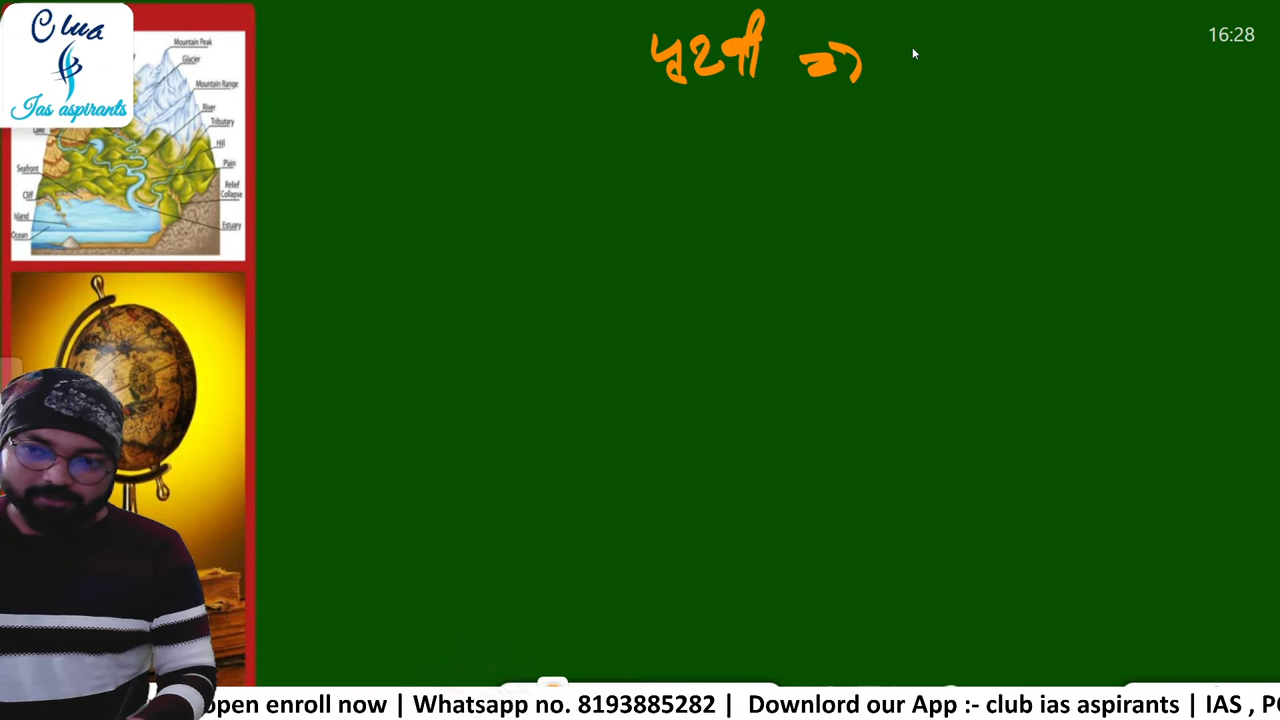 Clua
Ias aspirants
Mountain Peak
Glacier
Mountain Range
River
Tributary
Lake
Hill
Seafront
Plain
Cliff
Relief
Collapse
Island
Estuary
Ocean
16:28
open enroll now | Whatsapp no. 8193885282 | Downlord our App :- club ias aspirants | IAS , P